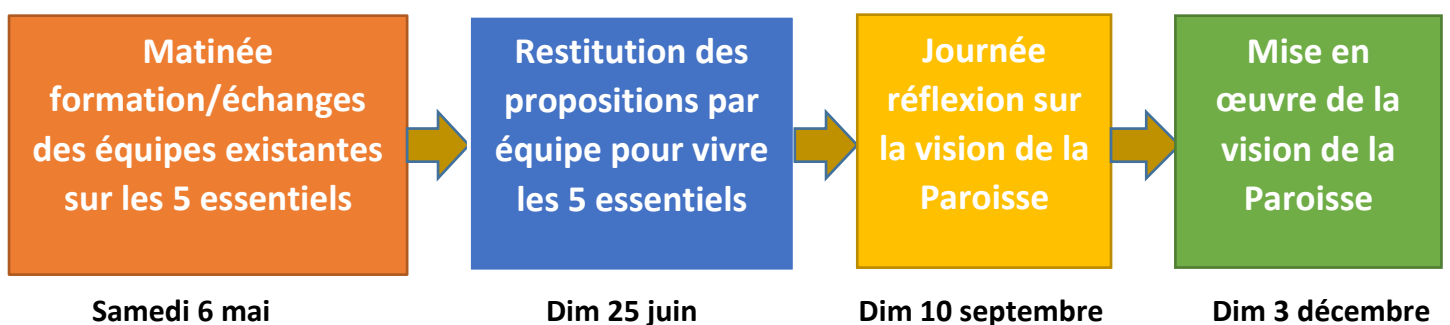 Matinée
formation/échanges
des équipes existantes
sur les 5 essentiels
Restitution des
propositions par
équipe pour vivre
les 5 essentiels
Journée
réflexion sur
la vision de la
Paroisse
Mise en
œuvre de la
vision de la
Paroisse
Samedi 6 mai
Dim 25 juin
Dim 10 septembre
Dim 3 décembre